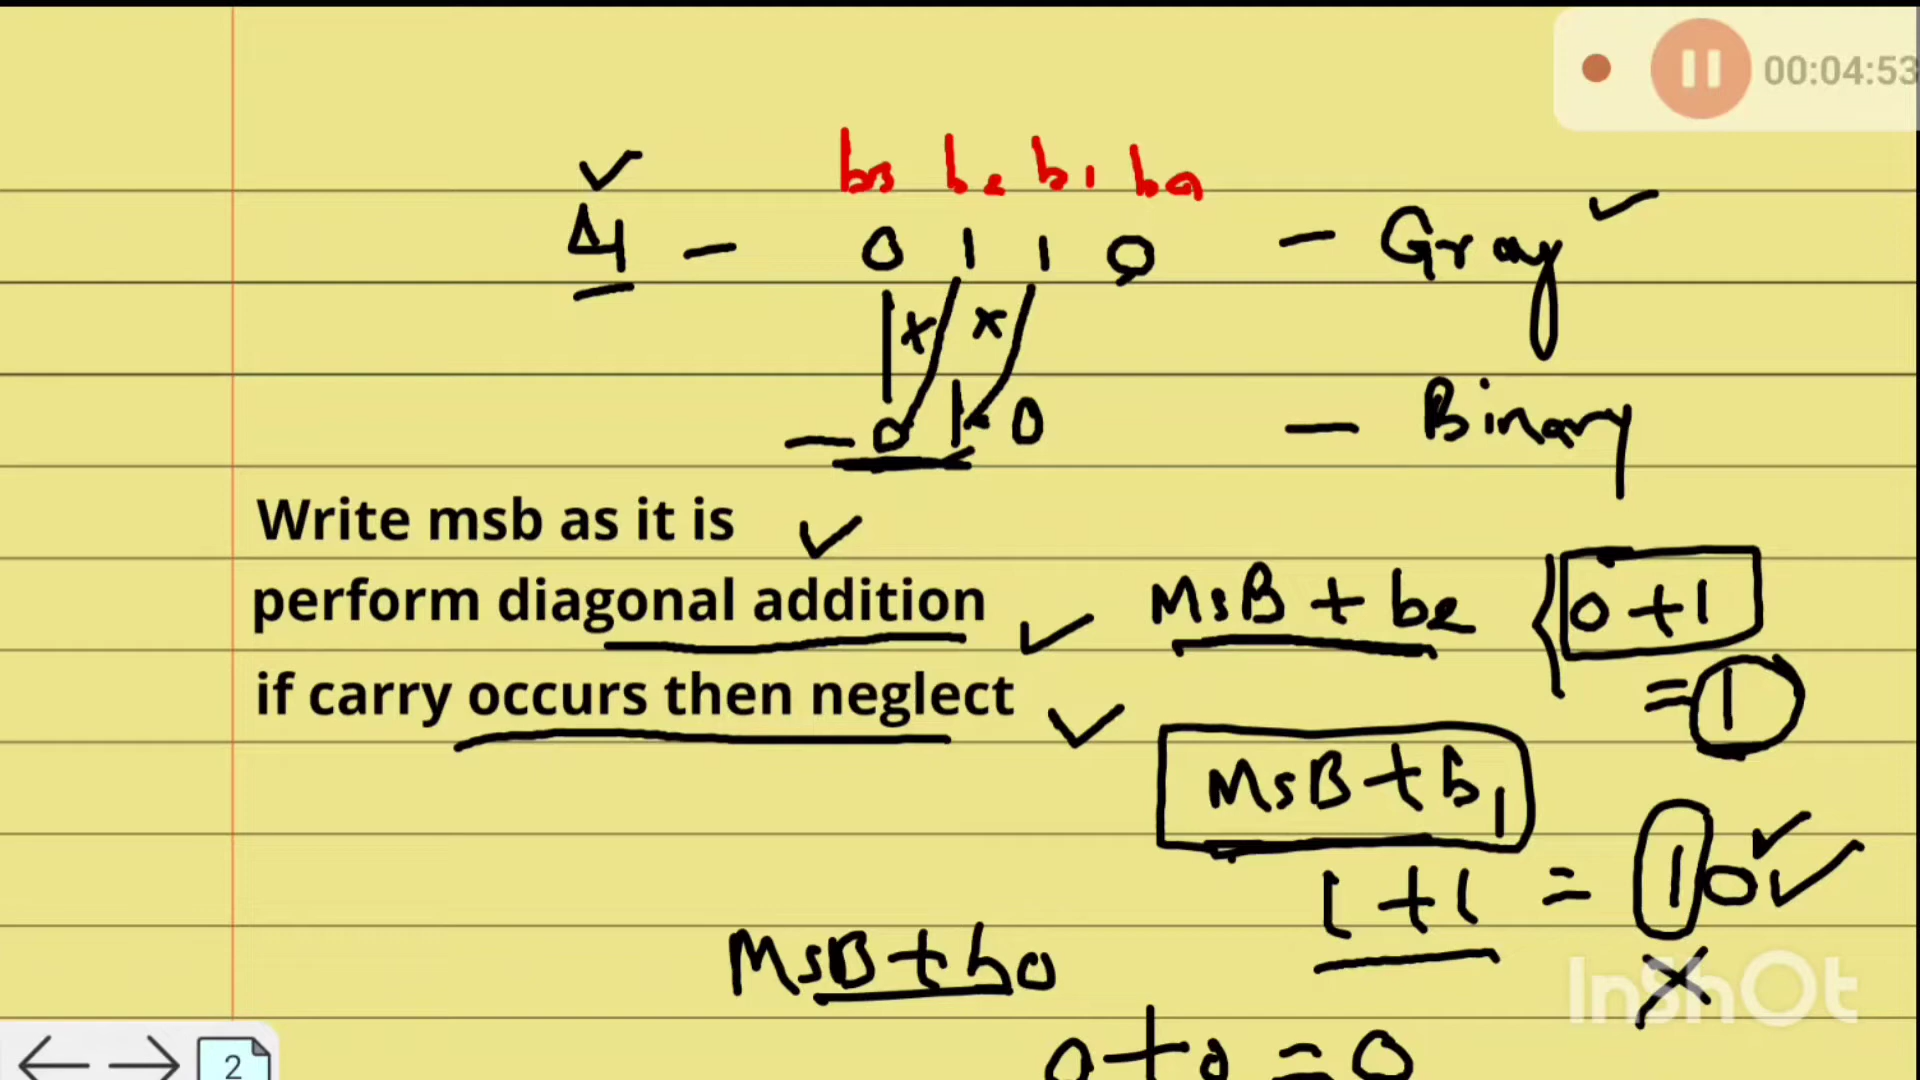 00:04:53
b3 b2 b1 b0
4 - 0 1 1 0 - Gray
- 0 1 0 - Binary
Write msb as it is
perform diagonal addition MSB + b2 { 0 + 1
= 1
if carry occurs then neglect
MSB + b1
1 + 1 = 10
MSB + b0
0 + 0 = 0
InShOt
2